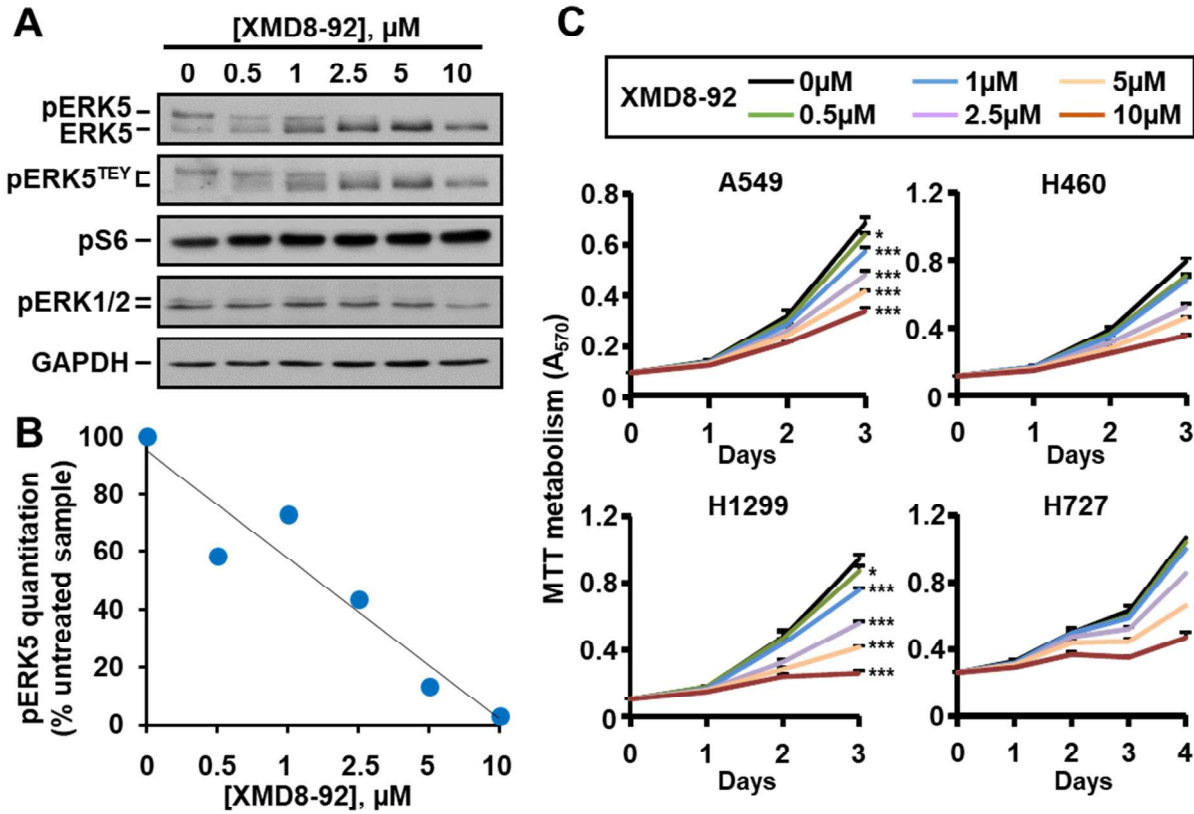 A
[XMD8-92], µM
0 0.5 1 2.5 5 10
pERK5
ERK5
pERK5TEY
pS6
pERK1/2
GAPDH
B
pERK5 quantitation
(% untreated sample)
100
80
60
40
20
0
0 0.5 1 2.5 5 10
[XMD8-92], µM
C
XMD8-92
0µM 1µM 5µM
0.5µM 2.5µM 10µM
MTT metabolism (A570)
A549
0.8
0.6
0.4
0.2
0
*
***
***
***
***
0 1 2 3
Days
H460
1.2
0.8
0.4
0
0 1 2 3
Days
H1299
1.2
0.8
0.4
0
*
***
***
***
***
0 1 2 3
Days
H727
1.2
0.8
0.4
0
0 1 2 3 4
Days